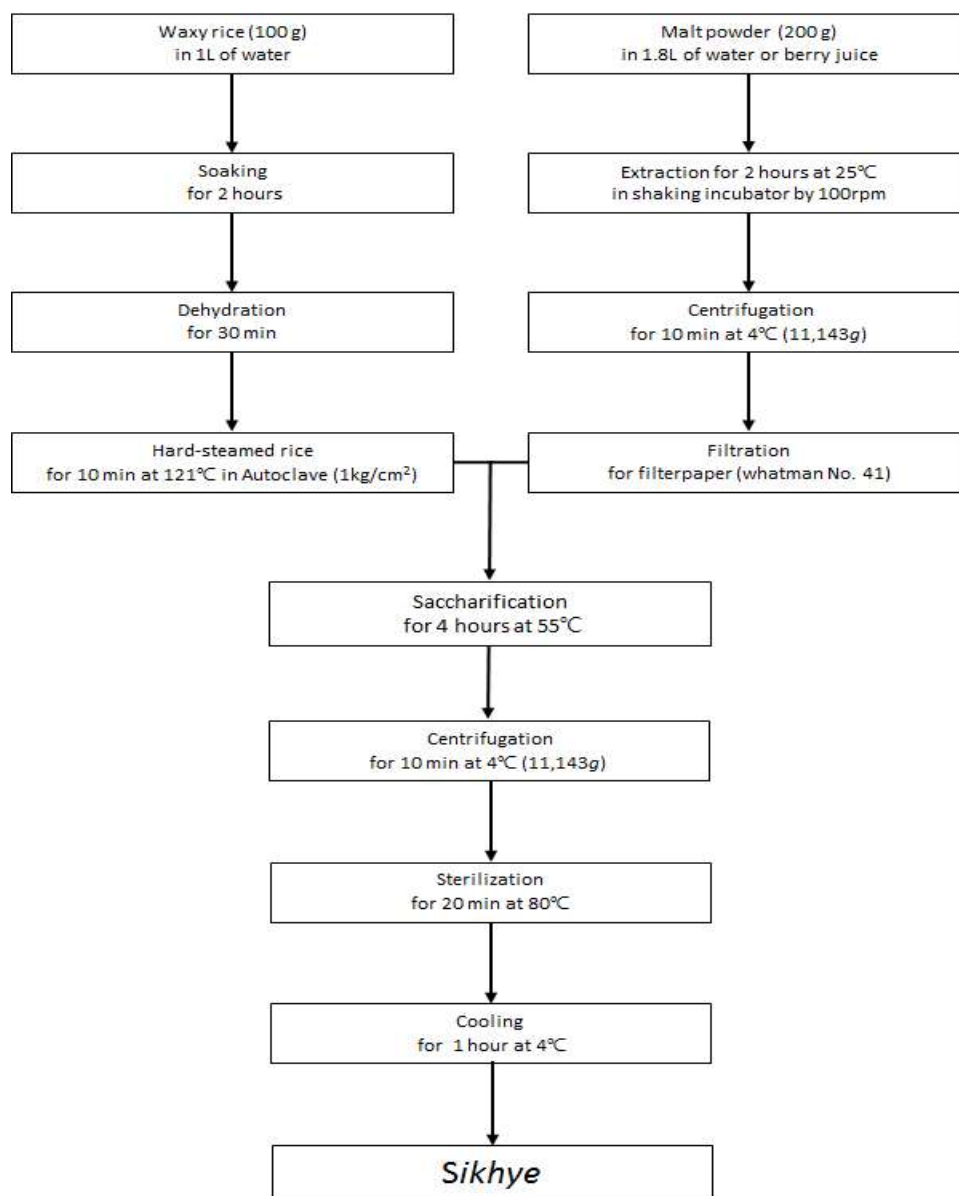 Waxy rice (100 g)
in 1L of water
Malt powder (200 g)
in 1.8L of water or berry juice
Soaking
for 2 hours
Extraction for 2 hours at 25℃
in shaking incubator by 100rpm
Dehydration
for 30 min
Centrifugation
for 10 min at 4℃ (11,143g)
Hard-steamed rice
for 10 min at 121℃ in Autoclave (1kg/cm²)
Filtration
for filterpaper (whatman No. 41)
Saccharification
for 4 hours at 55℃
Centrifugation
for 10 min at 4℃ (11,143g)
Sterilization
for 20 min at 80℃
Cooling
for 1 hour at 4℃
Sikhye